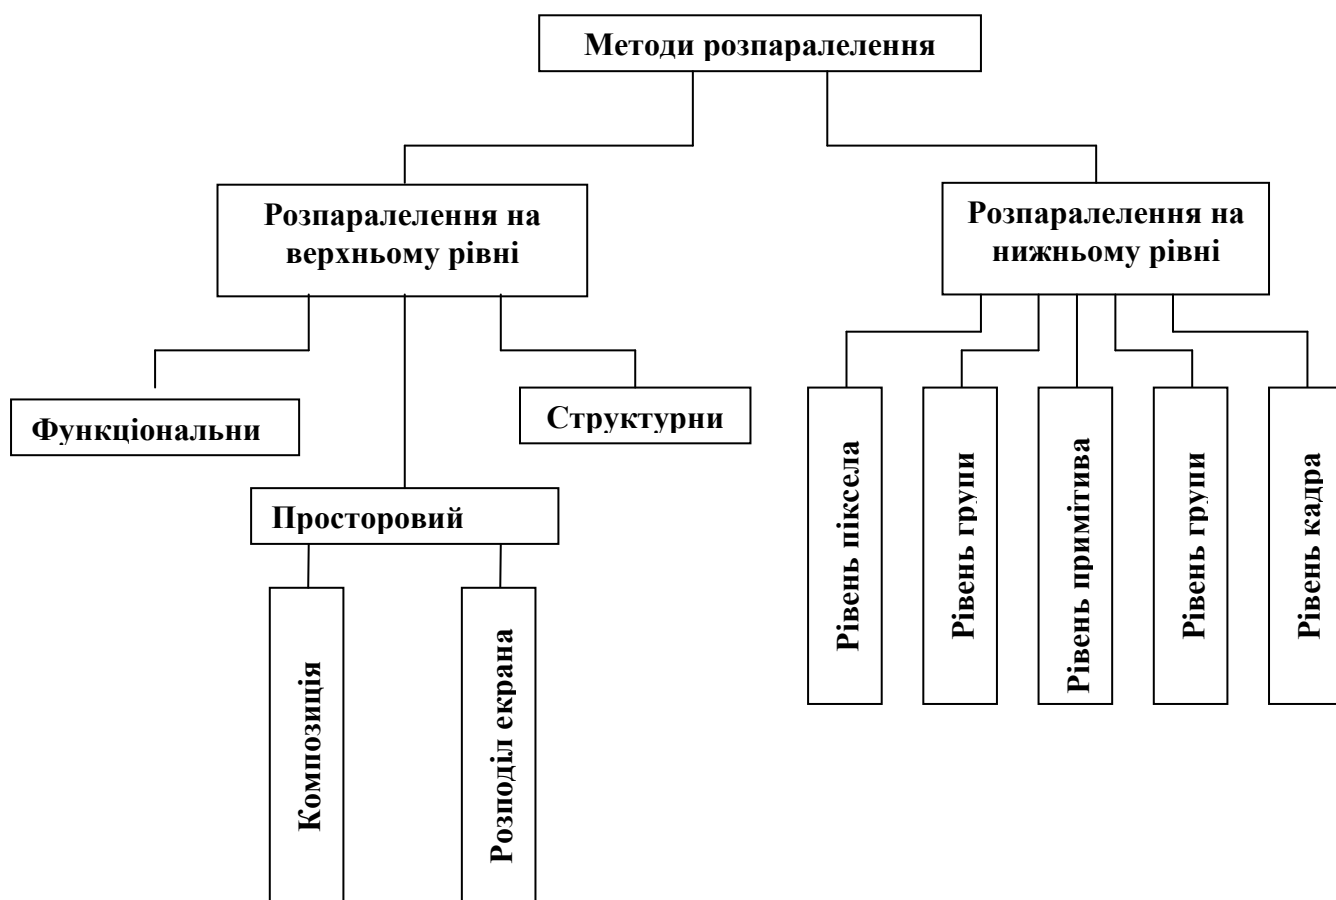 Методи розпаралелення
Розпаралелення на
верхньому рівні
Розпаралелення на
нижньому рівні
Функціональни
Структурни
Просторовий
Композиція
Розподіл екрана
Рівень піксела
Рівень групи
Рівень примітива
Рівень групи
Рівень кадра